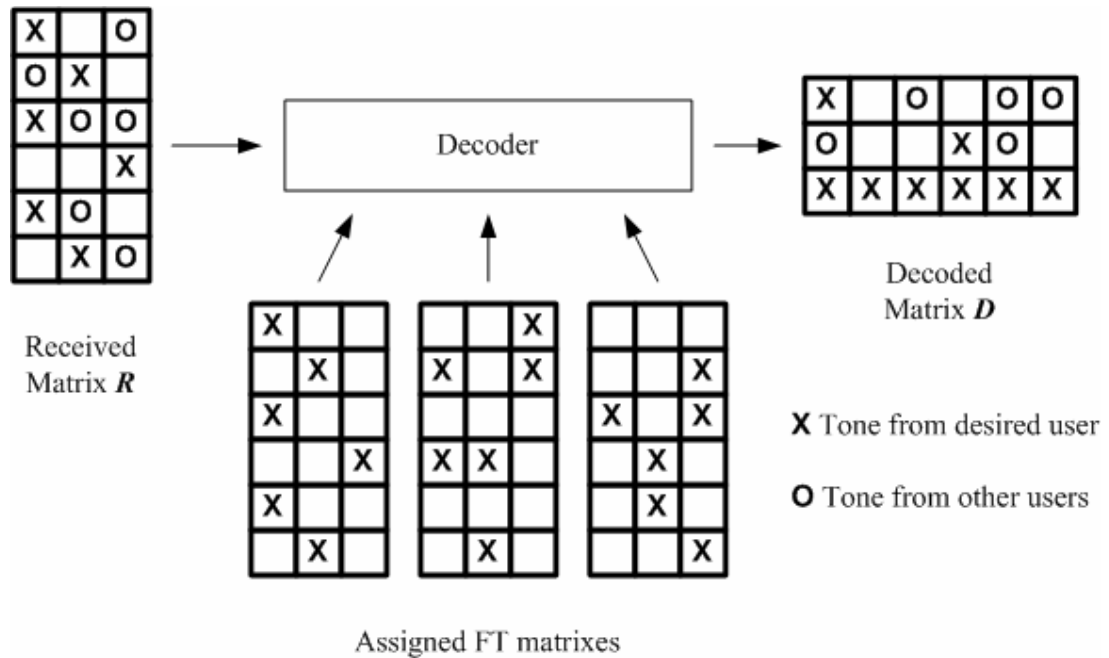 X O
O X
X O O
X
X O
X O
Received
Matrix R
Decoder
X O O O
O X O
X X X X X X
Decoded
Matrix D
X
X
X
X
X
X
X
X X
X X
X
X
X X
X
X
X
Assigned FT matrixes
X Tone from desired user
O Tone from other users